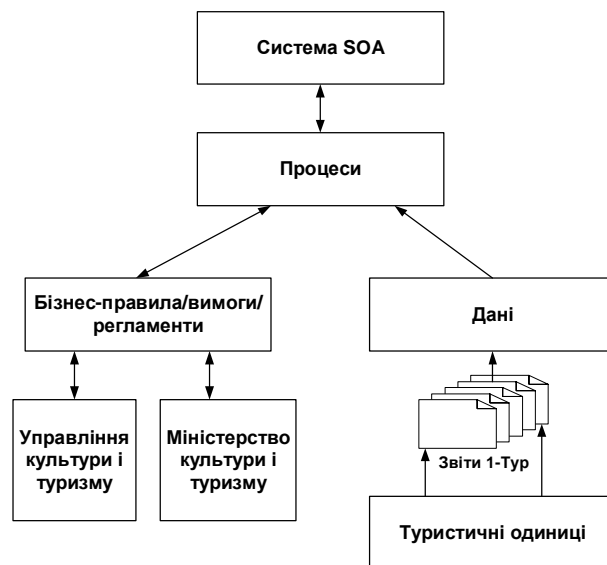 Система SOA
Процеси
Бізнес-правила/вимоги/
регламенти
Дані
Управління
культури і
туризму
Міністерство
культури і
туризму
Звіти 1-Тур
Туристичні одиниці